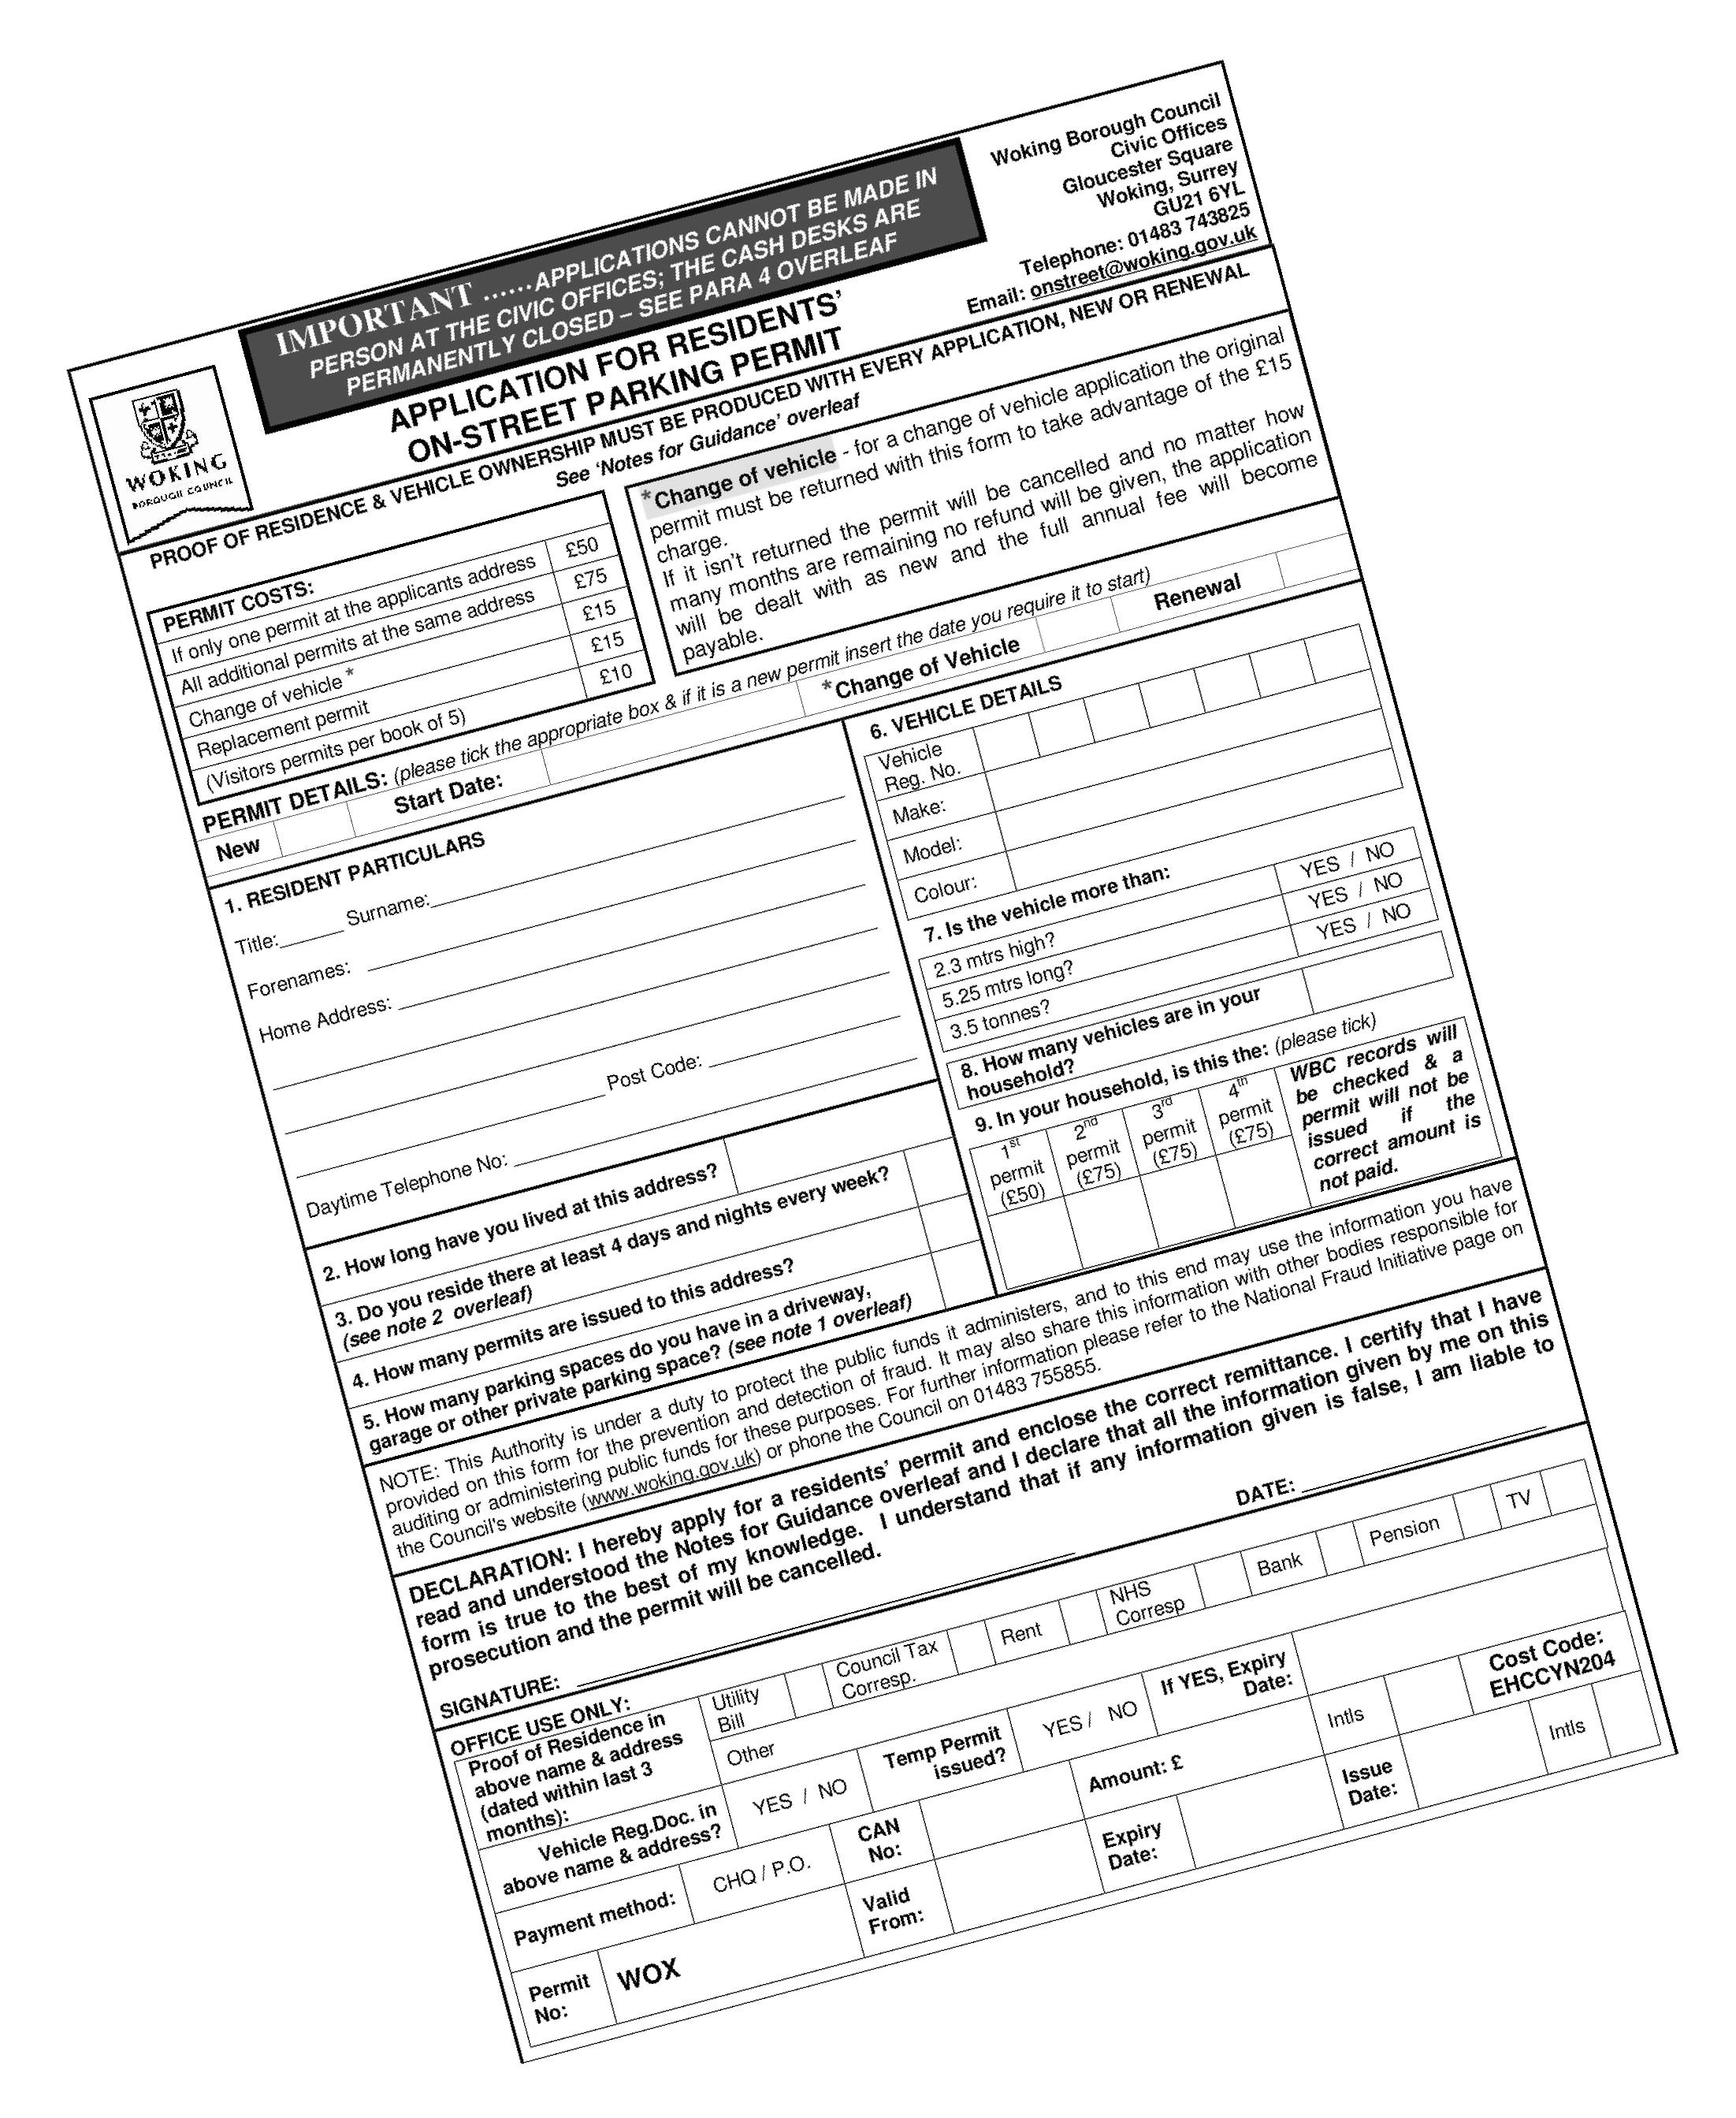 Woking Borough Council
Civic Offices
Gloucester Square
Woking, Surrey
GU21 6YL
Telephone: 01483 743825
Email: onstreet@woking.gov.uk
IMPORTANT ......APPLICATIONS CANNOT BE MADE IN
PERSON AT THE CIVIC OFFICES; THE CASH DESKS ARE
PERMANENTLY CLOSED – SEE PARA 4 OVERLEAF
WOKING
BOROUGH COUNCIL
APPLICATION FOR RESIDENTS’
ON-STREET PARKING PERMIT
PROOF OF RESIDENCE & VEHICLE OWNERSHIP MUST BE PRODUCED WITH EVERY APPLICATION, NEW OR RENEWAL
See ‘Notes for Guidance’ overleaf
PERMIT COSTS:
If only one permit at the applicants address £50
All additional permits at the same address £75
Change of vehicle * £15
Replacement permit £15
(Visitors permits per book of 5) £10
*Change of vehicle - for a change of vehicle application the original
permit must be returned with this form to take advantage of the £15
charge.
If it isn’t returned the permit will be cancelled and no matter how
many months are remaining no refund will be given, the application
will be dealt with as new and the full annual fee will become
payable.
PERMIT DETAILS: (please tick the appropriate box & if it is a new permit insert the date you require it to start)
New Start Date: *Change of Vehicle Renewal
1. RESIDENT PARTICULARS
Title: Surname:
Forenames:
Home Address:
Post Code:
Daytime Telephone No:
2. How long have you lived at this address?
3. Do you reside there at least 4 days and nights every week?
(see note 2 overleaf)
4. How many permits are issued to this address?
5. How many parking spaces do you have in a driveway,
garage or other private parking space? (see note 1 overleaf)
6. VEHICLE DETAILS
Vehicle
Reg. No.
Make:
Model:
Colour:
7. Is the vehicle more than:
2.3 mtrs high? YES / NO
5.25 mtrs long? YES / NO
3.5 tonnes? YES / NO
8. How many vehicles are in your
household?
9. In your household, is this the: (please tick)
1st permit (£50)
2nd permit (£75)
3rd permit (£75)
4th permit (£75)
WBC records will
be checked & a
permit will not be
issued if the
correct amount is
not paid.
NOTE: This Authority is under a duty to protect the public funds it administers, and to this end may use the information you have
provided on this form for the prevention and detection of fraud. It may also share this information with other bodies responsible for
auditing or administering public funds for these purposes. For further information please refer to the National Fraud Initiative page on
the Council's website (www.woking.gov.uk) or phone the Council on 01483 755855.
DECLARATION: I hereby apply for a residents’ permit and enclose the correct remittance. I certify that I have
read and understood the Notes for Guidance overleaf and I declare that all the information given by me on this
form is true to the best of my knowledge. I understand that if any information given is false, I am liable to
prosecution and the permit will be cancelled.
SIGNATURE: DATE:
OFFICE USE ONLY:
Proof of Residence in
above name & address
(dated within last 3
months):
Utility
Bill
Council Tax
Corresp.
Rent
NHS
Corresp
Bank
Pension
TV
Other
Vehicle Reg.Doc. in
above name & address?
YES / NO
Temp Permit
issued?
YES / NO
If YES, Expiry
Date:
Payment method:
CHQ / P.O.
CAN
No:
Amount: £
Intls
Cost Code:
EHCCYN204
Permit
No:
WOX
Valid
From:
Expiry
Date:
Issue
Date:
Intls